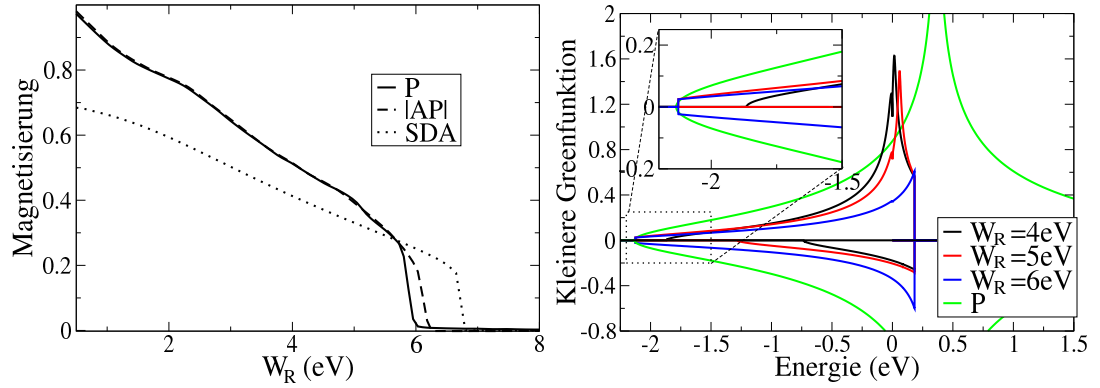 0.8
0.6
0.4
0.2
0
Magnetisierung
P
|AP|
SDA
2
4
6
8
W_R (eV)
2
1.6
1.2
0.8
0.4
0
-0.4
-0.8
Kleinere Greenfunktion
0.2
0
-0.2
-2
-1.5
W_R=4eV
W_R=5eV
W_R=6eV
P
-2
-1.5
-1
-0.5
0
0.5
1
1.5
Energie (eV)